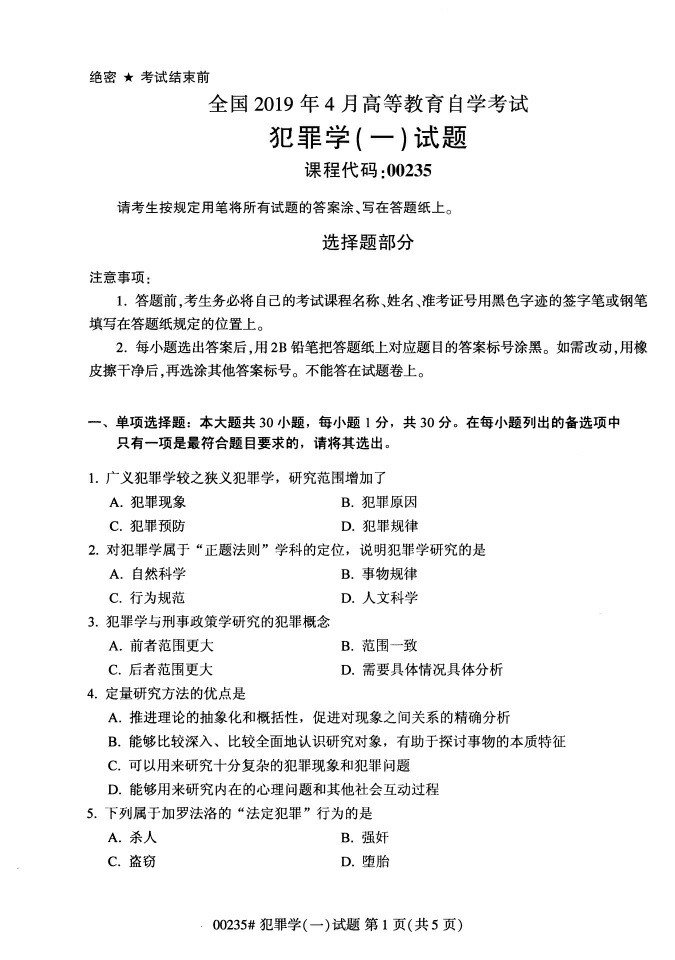 绝密 ★ 考试结束前
全国 2019 年 4 月高等教育自学考试
犯罪学(一)试题
课程代码:00235
请考生按规定用笔将所有试题的答案涂、写在答题纸上。
选择题部分
注意事项:
1. 答题前,考生务必将自己的考试课程名称、姓名、准考证号用黑色字迹的签字笔或钢笔
填写在答题纸规定的位置上。
2. 每小题选出答案后,用 2B 铅笔把答题纸上对应题目的答案标号涂黑。如需改动,用橡
皮擦干净后,再选涂其他答案标号。不能答在试题卷上。
一、单项选择题：本大题共 30 小题，每小题 1 分，共 30 分。在每小题列出的备选项中
只有一项是最符合题目要求的，请将其选出。
1. 广义犯罪学较之狭义犯罪学，研究范围增加了
A. 犯罪现象 B. 犯罪原因
C. 犯罪预防 D. 犯罪规律
2. 对犯罪学属于“正题法则”学科的定位，说明犯罪学研究的是
A. 自然科学 B. 事物规律
C. 行为规范 D. 人文科学
3. 犯罪学与刑事政策学研究的犯罪概念
A. 前者范围更大 B. 范围一致
C. 后者范围更大 D. 需要具体情况具体分析
4. 定量研究方法的优点是
A. 推进理论的抽象化和概括性，促进对现象之间关系的精确分析
B. 能够比较深入、比较全面地认识研究对象，有助于探讨事物的本质特征
C. 可以用来研究十分复杂的犯罪现象和犯罪问题
D. 能够用来研究内在的心理问题和其他社会互动过程
5. 下列属于加罗法洛的“法定犯罪”行为的是
A. 杀人 B. 强奸
C. 盗窃 D. 堕胎
00235# 犯罪学(一)试题 第 1 页(共 5 页)